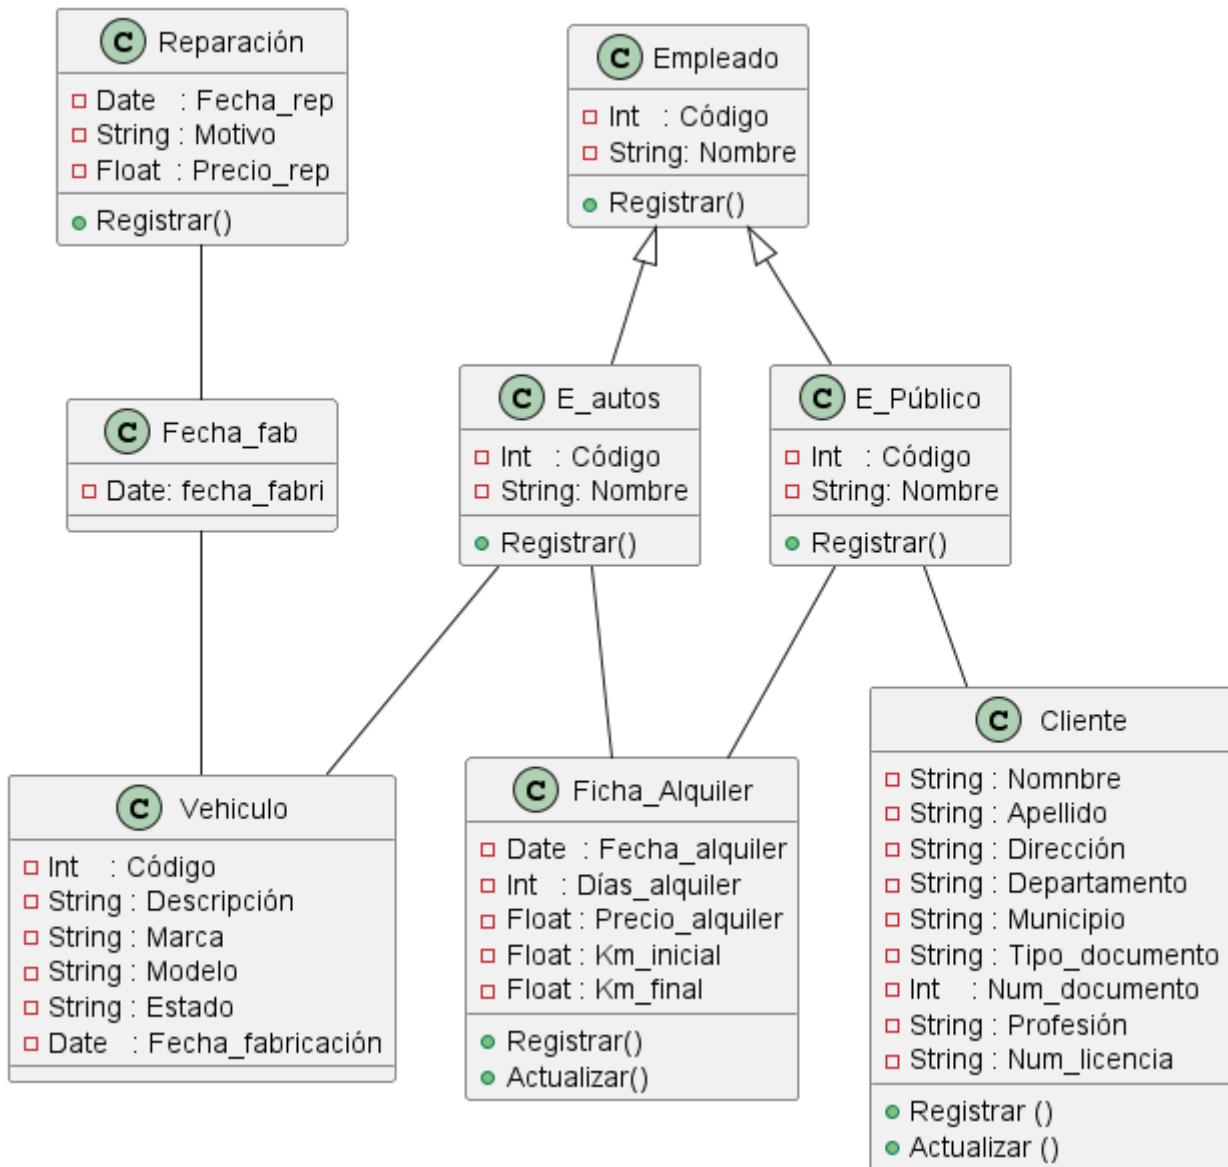 C Reparación
Date : Fecha_rep
String : Motivo
Float : Precio_rep
Registrar()
C Empleado
Int : Código
String: Nombre
Registrar()
C Fecha_fab
Date: fecha_fabri
C E_autos
Int : Código
String: Nombre
Registrar()
C E_Público
Int : Código
String: Nombre
Registrar()
C Vehiculo
Int : Código
String : Descripción
String : Marca
String : Modelo
String : Estado
Date : Fecha_fabricación
C Ficha_Alquiler
Date : Fecha_alquiler
Int : Días_alquiler
Float : Precio_alquiler
Float : Km_inicial
Float : Km_final
Registrar()
Actualizar()
C Cliente
String : Nomnbre
String : Apellido
String : Dirección
String : Departamento
String : Municipio
String : Tipo_documento
Int : Num_documento
String : Profesión
String : Num_licencia
Registrar ()
Actualizar ()